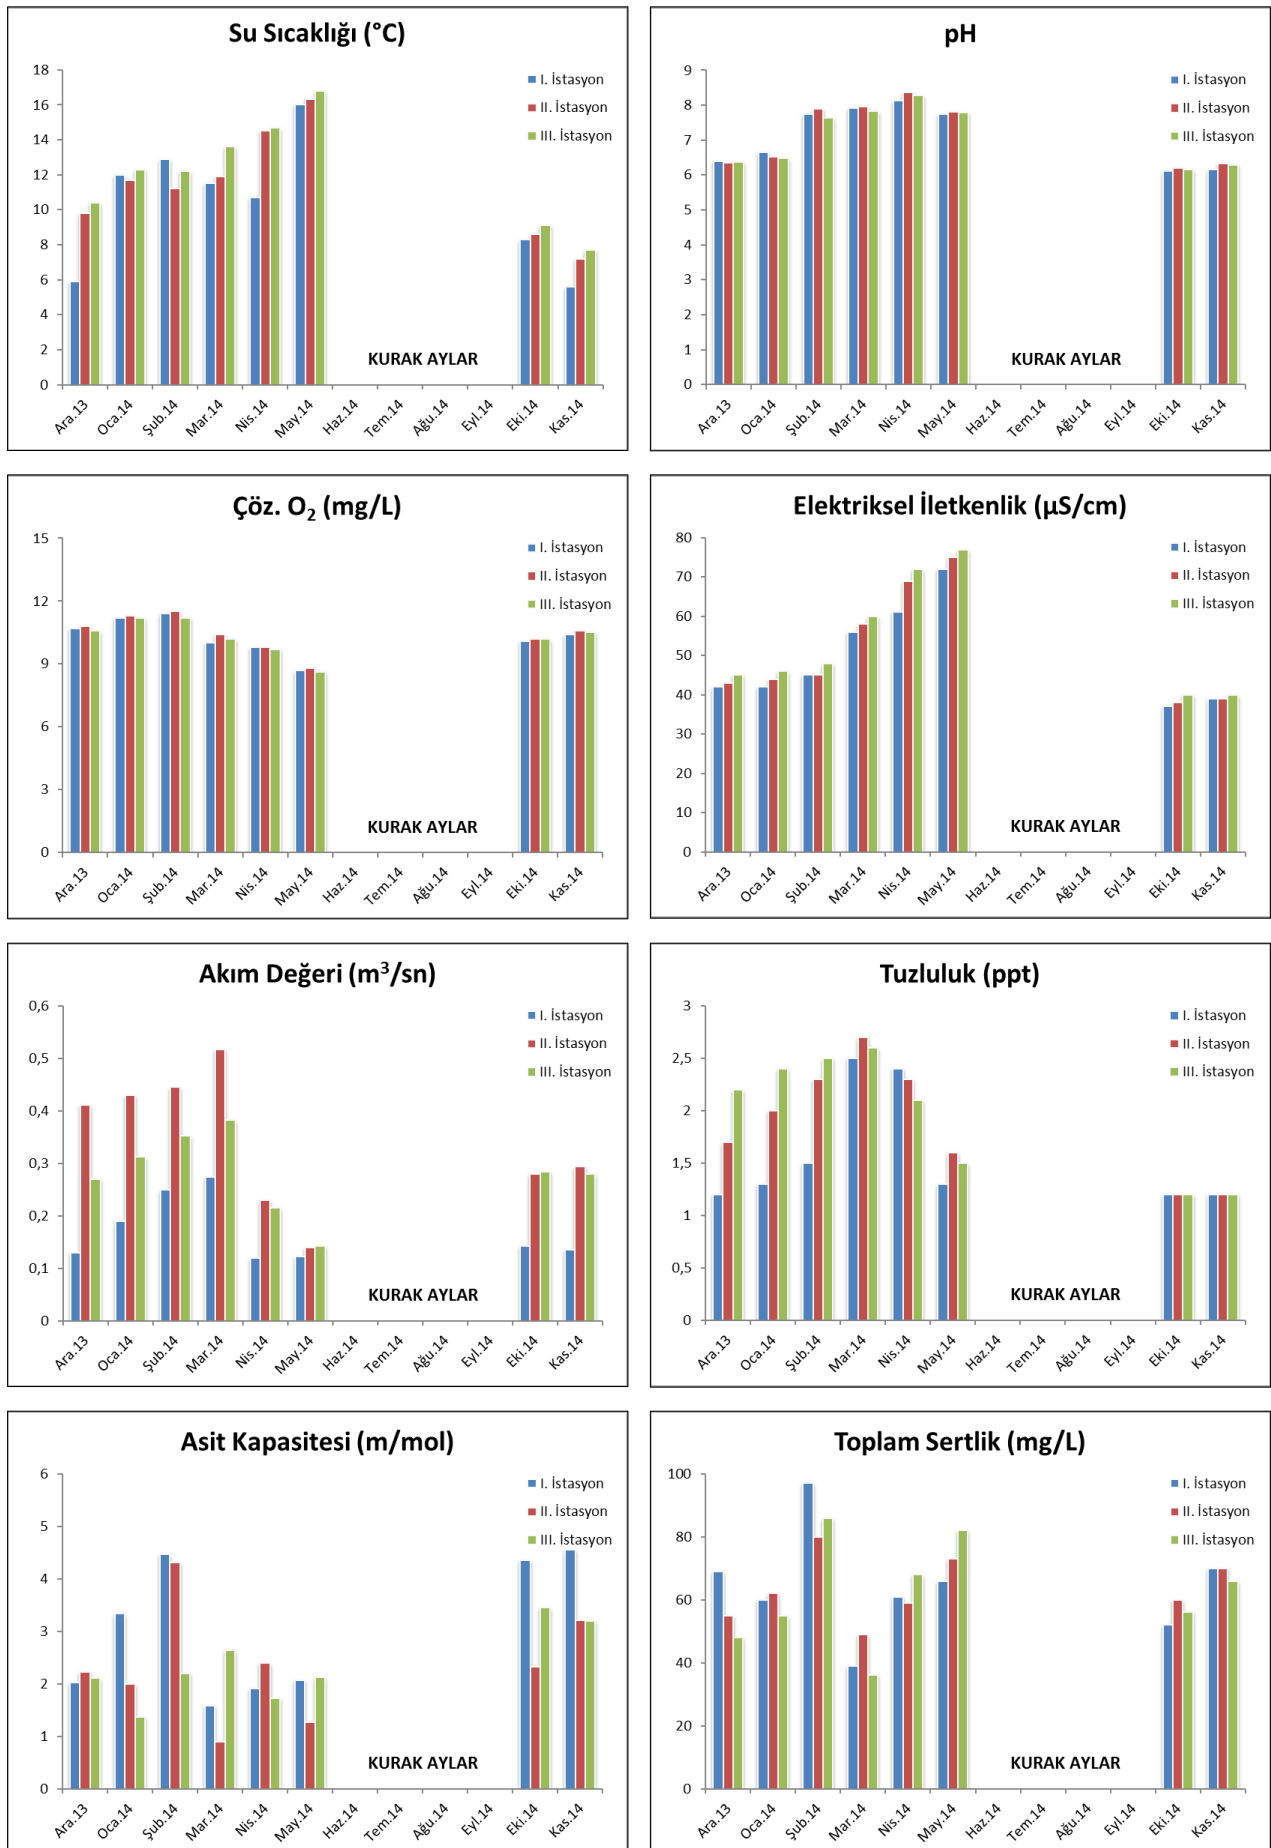 Su Sıcaklığı (°C)
18
16
14
12
10
8
6
4
2
0
I. İstasyon
II. İstasyon
III. İstasyon
KURAK AYLAR
Ara.13 Oca.14 Şub.14 Mar.14 Nis.14 May.14 Haz.14 Tem.14 Ağu.14 Eyl.14 Eki.14 Kas.14
pH
9
8
7
6
5
4
3
2
1
0
I. İstasyon
II. İstasyon
III. İstasyon
KURAK AYLAR
Ara.13 Oca.14 Şub.14 Mar.14 Nis.14 May.14 Haz.14 Tem.14 Ağu.14 Eyl.14 Eki.14 Kas.14
Çöz. O₂ (mg/L)
15
12
9
6
3
0
I. İstasyon
II. İstasyon
III. İstasyon
KURAK AYLAR
Ara.13 Oca.14 Şub.14 Mar.14 Nis.14 May.14 Haz.14 Tem.14 Ağu.14 Eyl.14 Eki.14 Kas.14
Elektriksel İletkenlik (µS/cm)
80
70
60
50
40
30
20
10
0
I. İstasyon
II. İstasyon
III. İstasyon
KURAK AYLAR
Ara.13 Oca.14 Şub.14 Mar.14 Nis.14 May.14 Haz.14 Tem.14 Ağu.14 Eyl.14 Eki.14 Kas.14
Akım Değeri (m³/sn)
0,6
0,5
0,4
0,3
0,2
0,1
0
I. İstasyon
II. İstasyon
III. İstasyon
KURAK AYLAR
Ara.13 Oca.14 Şub.14 Mar.14 Nis.14 May.14 Haz.14 Tem.14 Ağu.14 Eyl.14 Eki.14 Kas.14
Tuzluluk (ppt)
3
2,5
2
1,5
1
0,5
0
I. İstasyon
II. İstasyon
III. İstasyon
KURAK AYLAR
Ara.13 Oca.14 Şub.14 Mar.14 Nis.14 May.14 Haz.14 Tem.14 Ağu.14 Eyl.14 Eki.14 Kas.14
Asit Kapasitesi (m/mol)
6
5
4
3
2
1
0
I. İstasyon
II. İstasyon
III. İstasyon
KURAK AYLAR
Ara.13 Oca.14 Şub.14 Mar.14 Nis.14 May.14 Haz.14 Tem.14 Ağu.14 Eyl.14 Eki.14 Kas.14
Toplam Sertlik (mg/L)
100
80
60
40
20
0
I. İstasyon
II. İstasyon
III. İstasyon
KURAK AYLAR
Ara.13 Oca.14 Şub.14 Mar.14 Nis.14 May.14 Haz.14 Tem.14 Ağu.14 Eyl.14 Eki.14 Kas.14